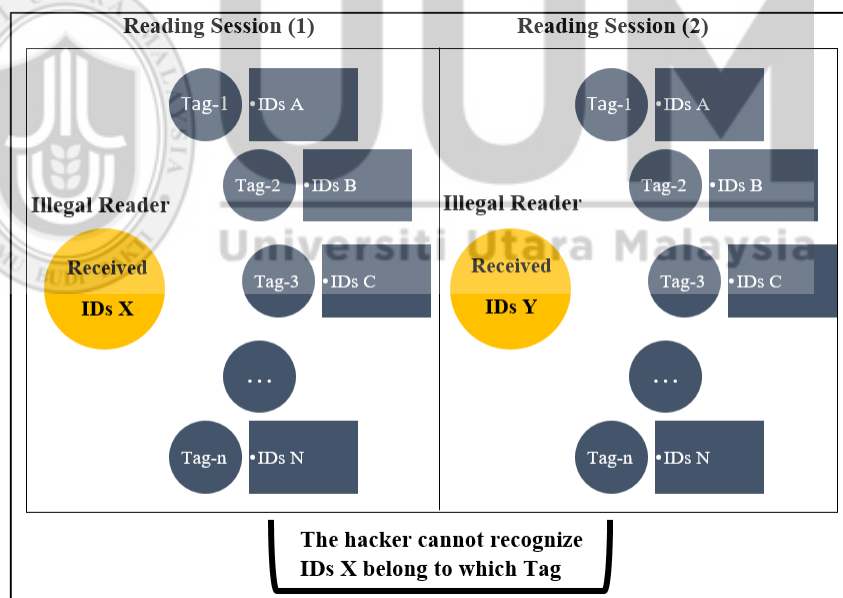 Reading Session (1)
Reading Session (2)
Tag-1
•IDs A
Tag-2
•IDs B
Illegal Reader
Received
IDs X
Tag-3
•IDs C
...
Tag-n
•IDs N
Tag-1
•IDs A
Tag-2
•IDs B
Illegal Reader
Received
IDs Y
Tag-3
•IDs C
...
Tag-n
•IDs N
The hacker cannot recognize
IDs X belong to which Tag
UUM
Universiti Utara Malaysia